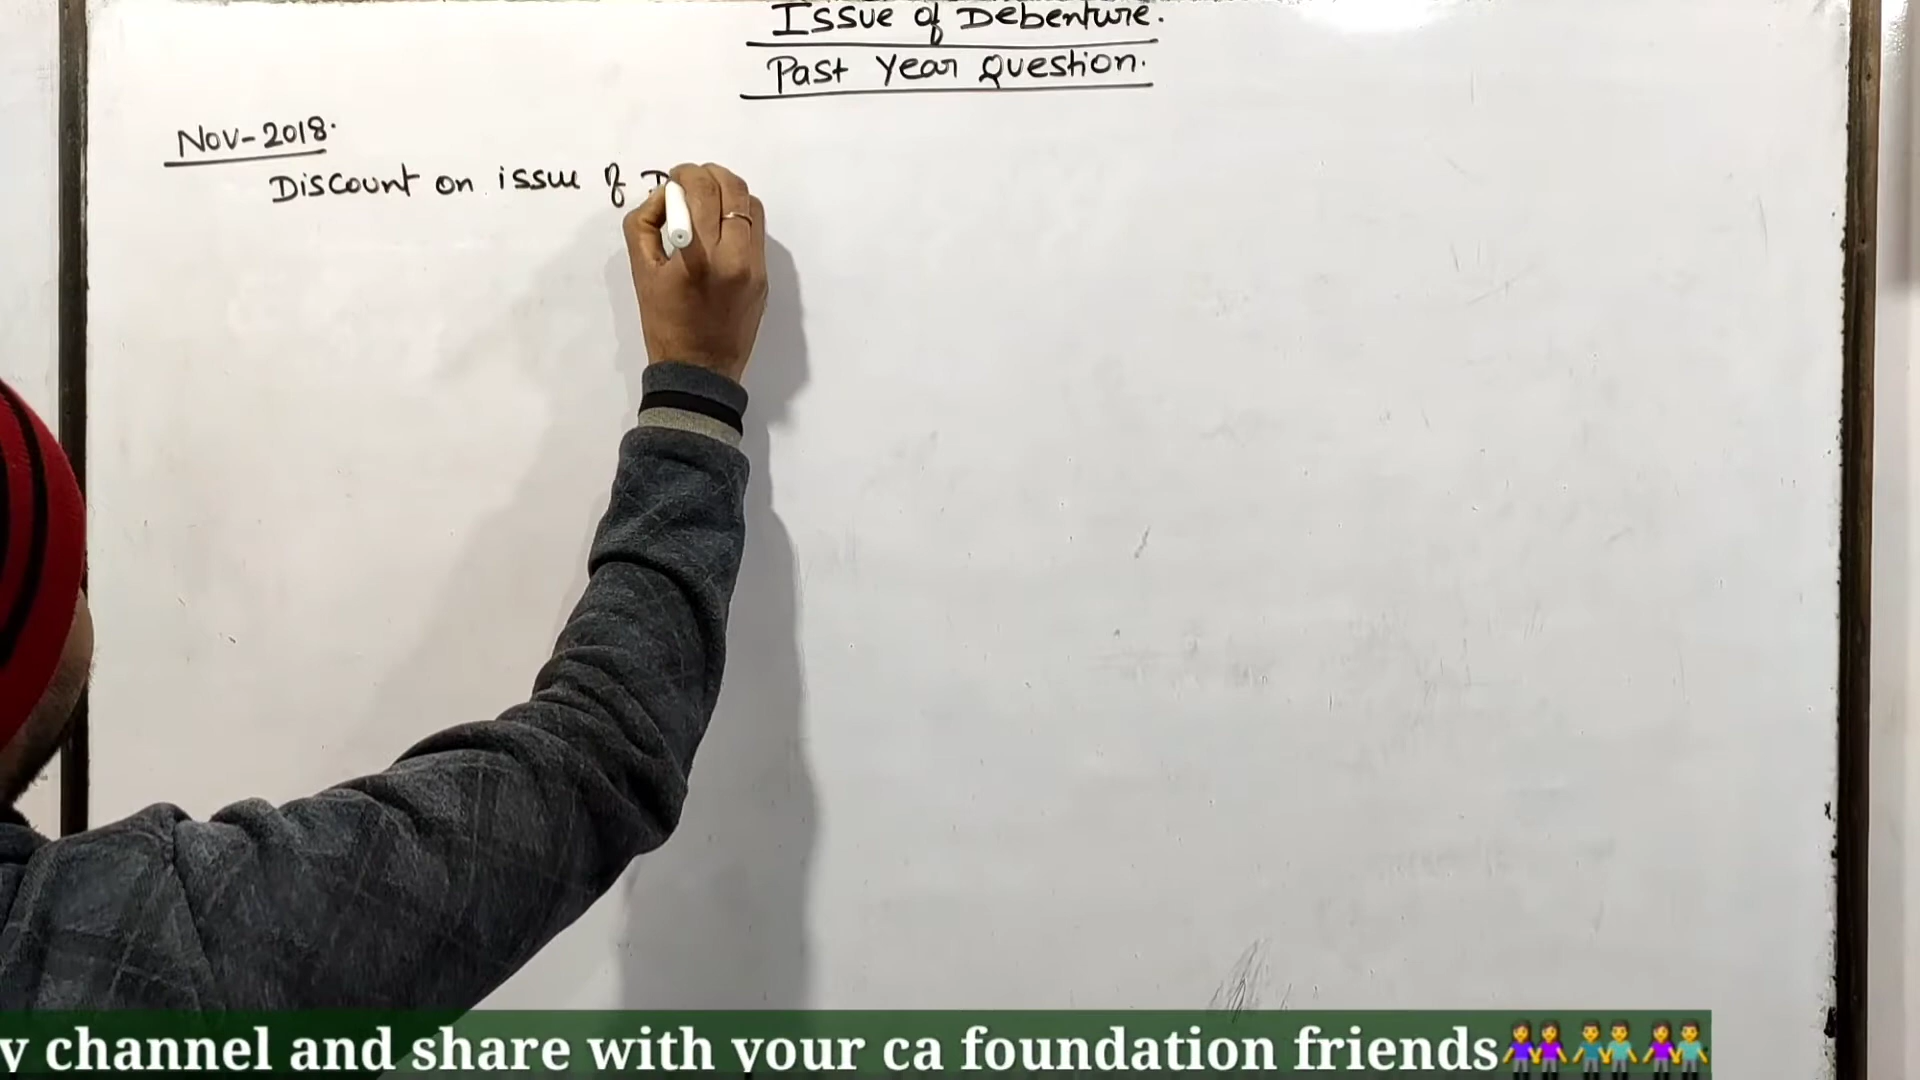 Issue of Debenture.
Past Year Question.
Nov-2018.
Discount on issue of D
y channel and share with your ca foundation friends👭👬👫